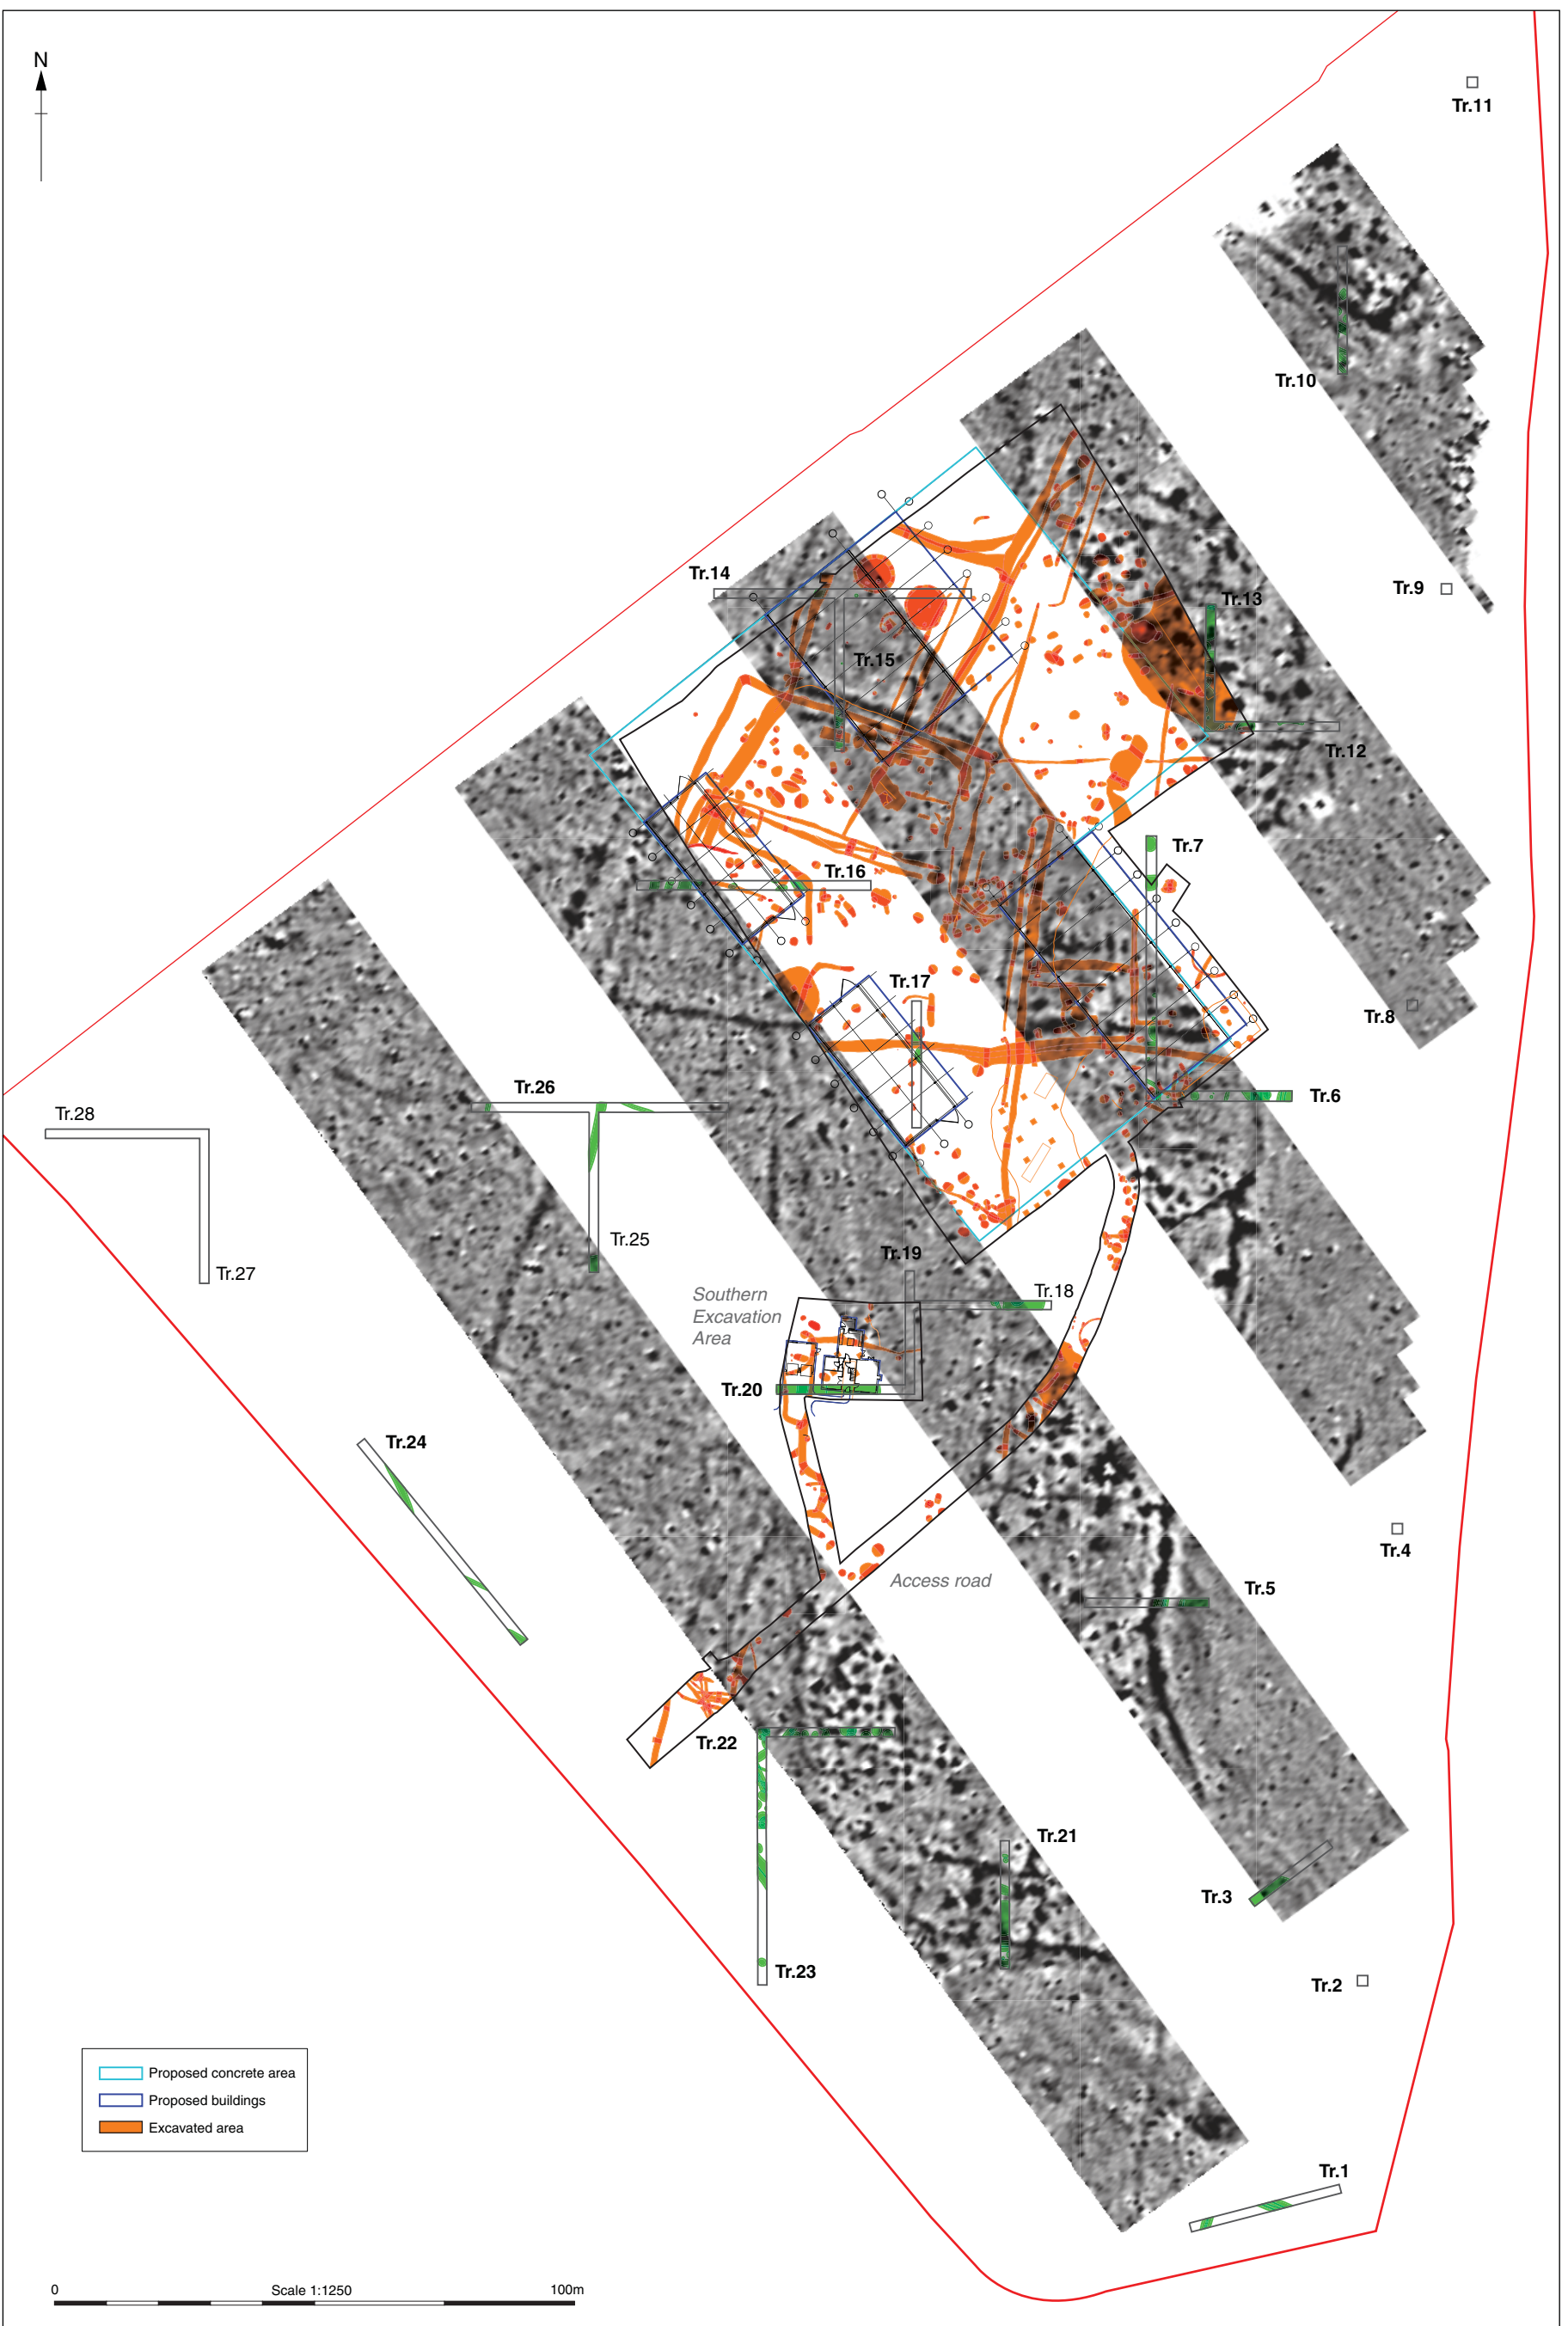 N
Tr.11
Tr.10
Tr.14
Tr.9
Tr.13
Tr.15
Tr.12
Tr.7
Tr.16
Tr.17
Tr.8
Tr.26
Tr.6
Tr.28
Tr.25
Tr.19
Tr.27
Tr.18
Southern
Excavation
Area
Tr.20
Tr.24
Tr.4
Access road
Tr.5
Tr.22
Tr.21
Tr.3
Tr.23
Tr.2
Proposed concrete area
Proposed buildings
Excavated area
Tr.1
0 Scale 1:1250 100m